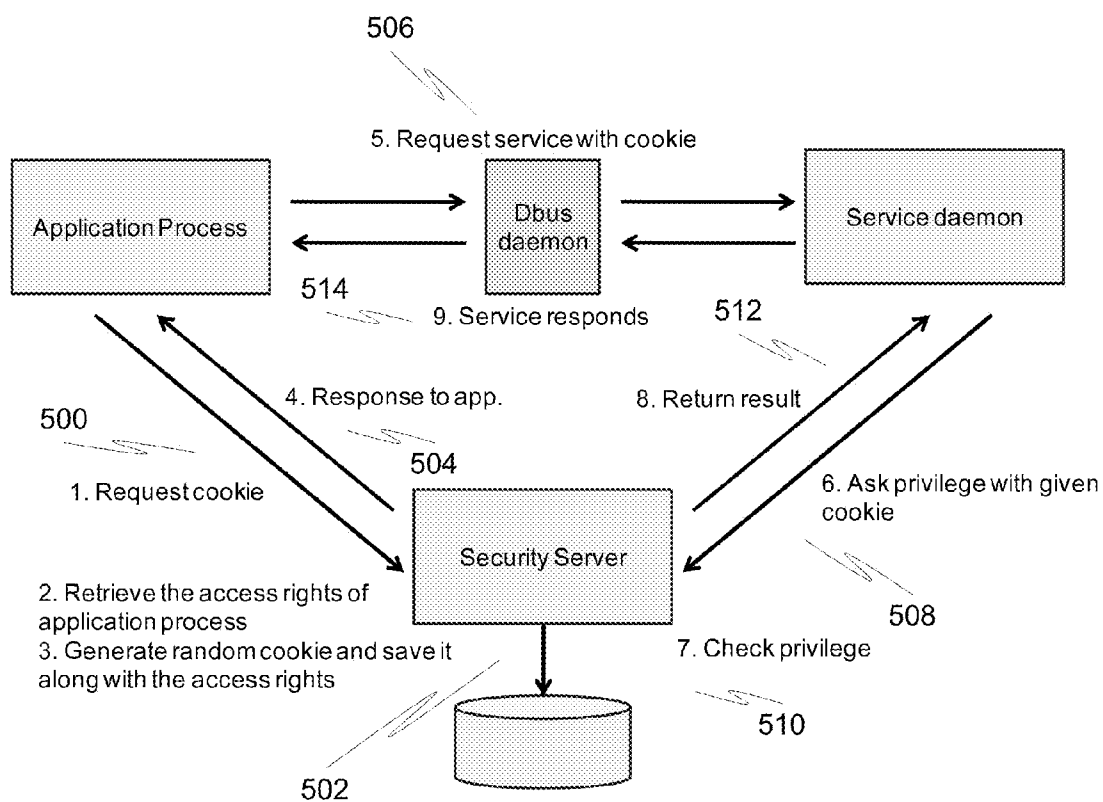 506
5. Request service with cookie
Application Process
Dbus
daemon
Service daemon
514
9. Service responds
512
500
4. Response to app.
8. Return result
504
1. Request cookie
6. Ask privilege with given
cookie
Security Server
2. Retrieve the access rights of
application process
3. Generate random cookie and save it
along with the access rights
508
7. Check privilege
510
502